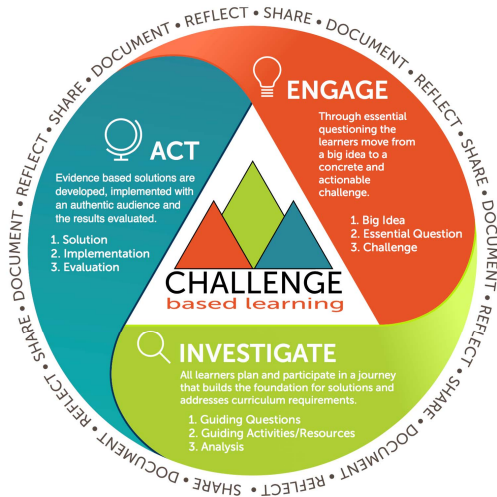 DOCUMENT • REFLECT • SHARE • DOCUMENT • REFLECT • SHARE • DOCUMENT • REFLECT • SHARE • DOCUMENT • REFLECT • SHARE • DOCUMENT • REFLECT • SHARE • DOCUMENT • REFLECT • SHARE •
ENGAGE
Through essential
questioning the
learners move from
a big idea to a
concrete and
actionable
challenge.
1. Big Idea
2. Essential Question
3. Challenge
ACT
Evidence based solutions are
developed, implemented with
an authentic audience and
the results evaluated.
1. Solution
2. Implementation
3. Evaluation
CHALLENGE
based learning
INVESTIGATE
All learners plan and participate in a journey
that builds the foundation for solutions and
addresses curriculum requirements.
1. Guiding Questions
2. Guiding Activities/Resources
3. Analysis